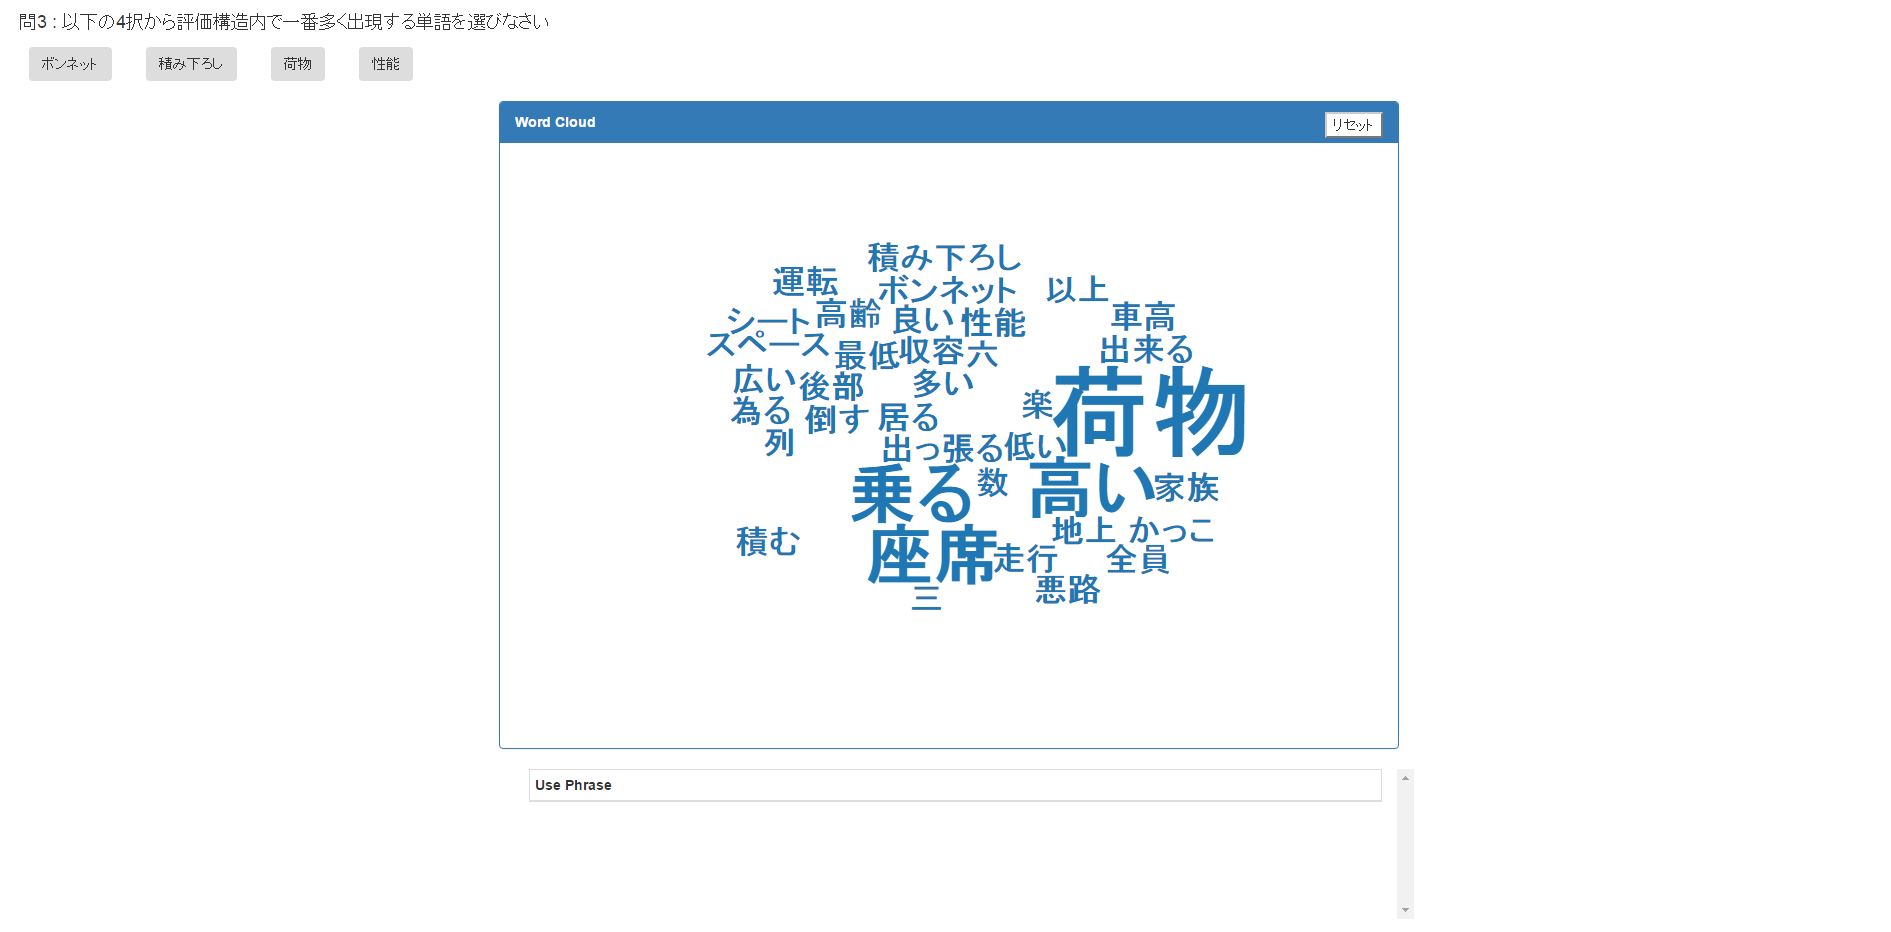 問3 : 以下の4択から評価構造内で一番多く出現する単語を選びなさい
ボンネット 積み下ろし 荷物 性能
Word Cloud リセット
積み下ろし
運転 ボンネット 以上
シート 高齢 良い 性能 車高
スペース 最低 収容 六 出来る
広い 後部 多い
為る 倒す 居る 楽 荷物
列 出っ張る 低い
乗る 数 高い 家族
積む 地上 かっこ
座席 走行 全員
三 悪路
Use Phrase